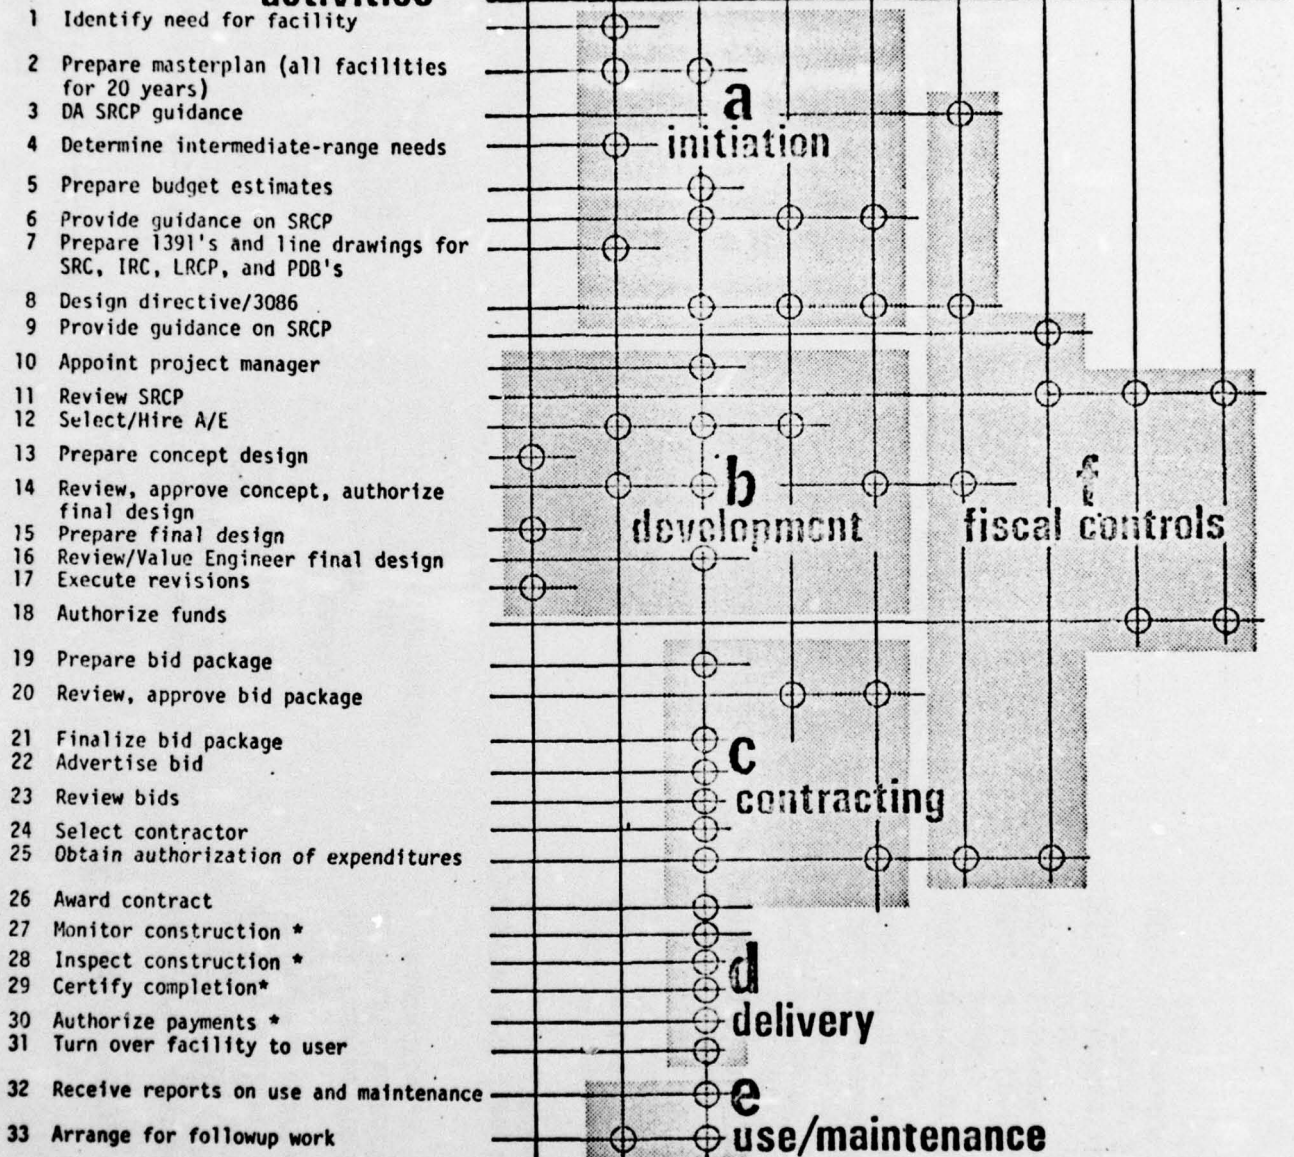 activities
1 Identify need for facility
2 Prepare masterplan (all facilities
for 20 years)
3 DA SRCP guidance
4 Determine intermediate-range needs
5 Prepare budget estimates
6 Provide guidance on SRCP
7 Prepare 1391's and line drawings for
SRC, IRC, LRCP, and PDB's
8 Design directive/3086
9 Provide guidance on SRCP
10 Appoint project manager
11 Review SRCP
12 Select/Hire A/E
13 Prepare concept design
14 Review, approve concept, authorize
final design
15 Prepare final design
16 Review/Value Engineer final design
17 Execute revisions
18 Authorize funds
19 Prepare bid package
20 Review, approve bid package
21 Finalize bid package
22 Advertise bid
23 Review bids
24 Select contractor
25 Obtain authorization of expenditures
26 Award contract
27 Monitor construction *
28 Inspect construction *
29 Certify completion*
30 Authorize payments *
31 Turn over facility to user
32 Receive reports on use and maintenance
33 Arrange for followup work
a
initiation
b
development
f
fiscal controls
c
contracting
d
delivery
e
use/maintenance